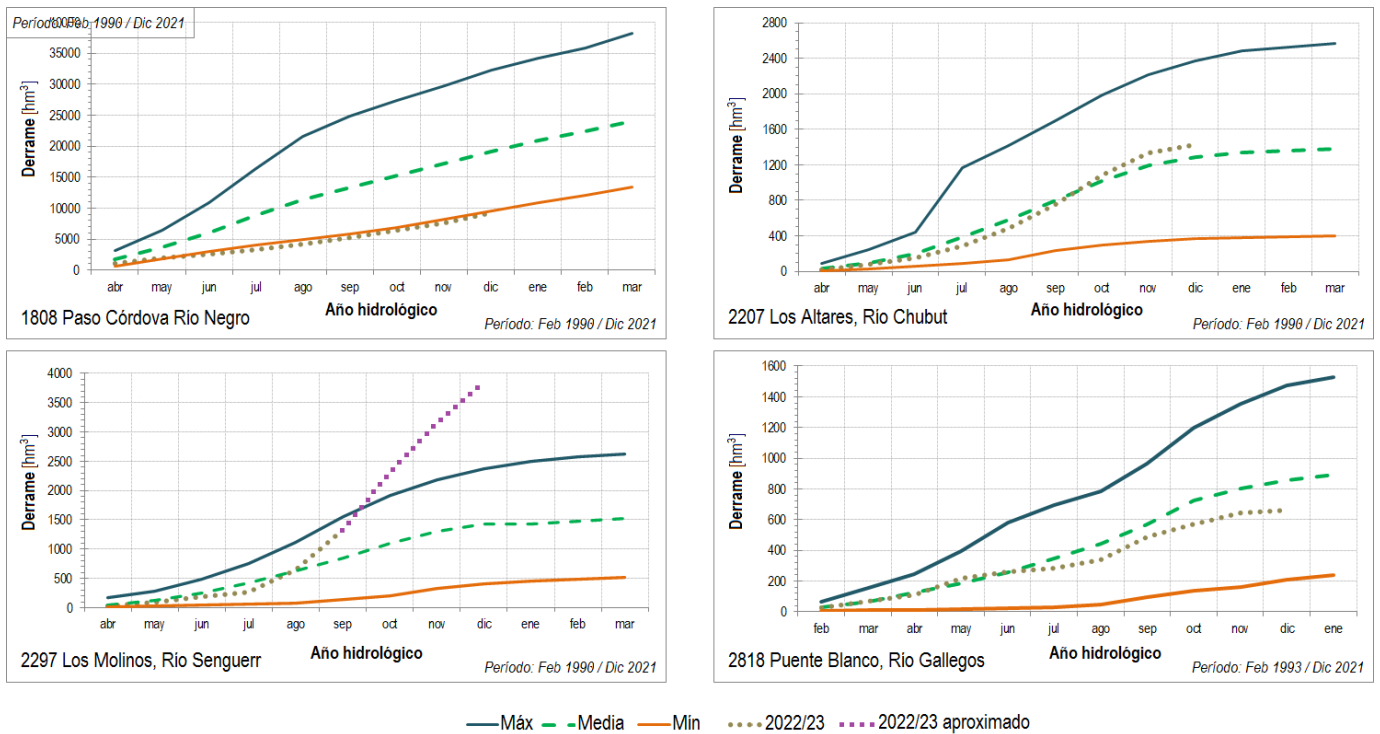 Período: Feb 1990 / Dic 2021
40000
35000
30000
25000
20000
15000
10000
5000
0
Derrame [hm³]
abr may jun jul ago sep oct nov dic ene feb mar
Año hidrológico
1808 Paso Córdova Rio Negro
Período: Feb 1990 / Dic 2021
2800
2400
2000
1600
1200
800
400
0
Derrame [hm³]
abr may jun jul ago sep oct nov dic ene feb mar
Año hidrológico
2207 Los Altares, Rio Chubut
Período: Feb 1990 / Dic 2021
4000
3500
3000
2500
2000
1500
1000
500
0
Derrame [hm³]
abr may jun jul ago sep oct nov dic ene feb mar
Año hidrológico
2297 Los Molinos, Rio Senguerr
Período: Feb 1990 / Dic 2021
1600
1400
1200
1000
800
600
400
200
0
Derrame [hm³]
feb mar abr may jun jul ago sep oct nov dic ene
Año hidrológico
2818 Puente Blanco, Rio Gallegos
Período: Feb 1993 / Dic 2021
Máx Media Min 2022/23 2022/23 aproximado